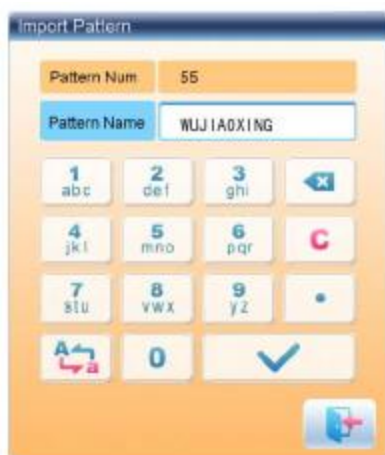 Import Pattern
Pattern Num 55
Pattern Name WUJIAOXING
1 2 3
abc def ghi
4 5 6 C
jkl mno pqr
7 8 9
stu vwx yz
A a 0